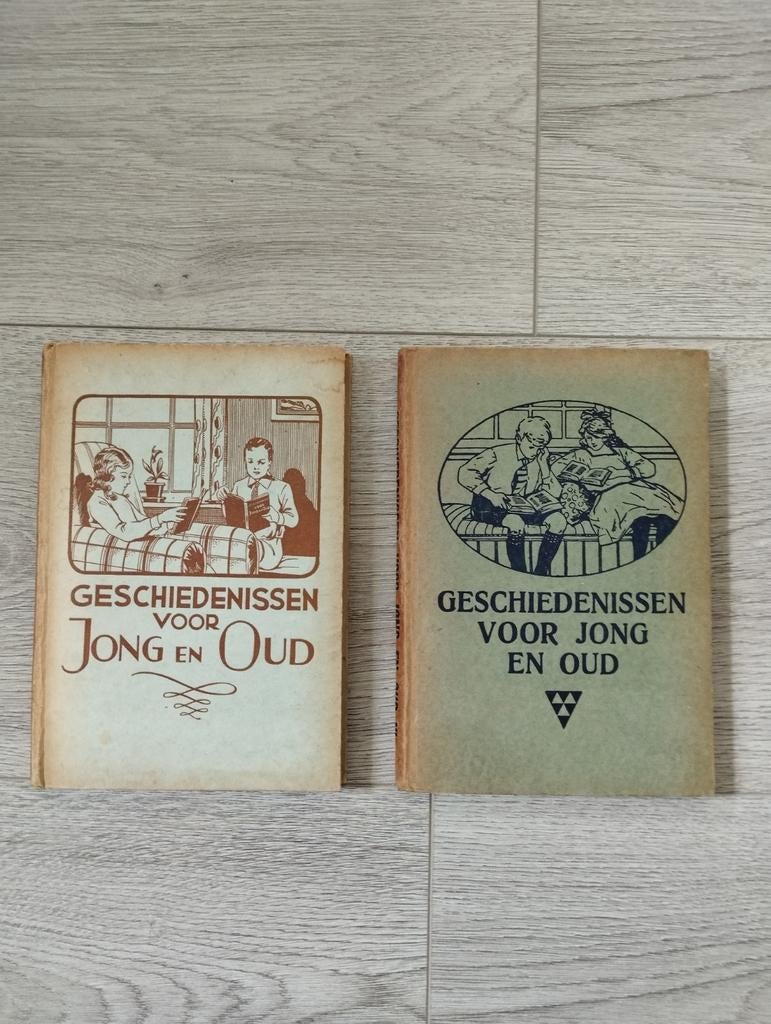 GESCHIEDENISSEN
VOOR
JONG EN OUD
GESCHIEDENISSEN
VOOR JONG
EN OUD